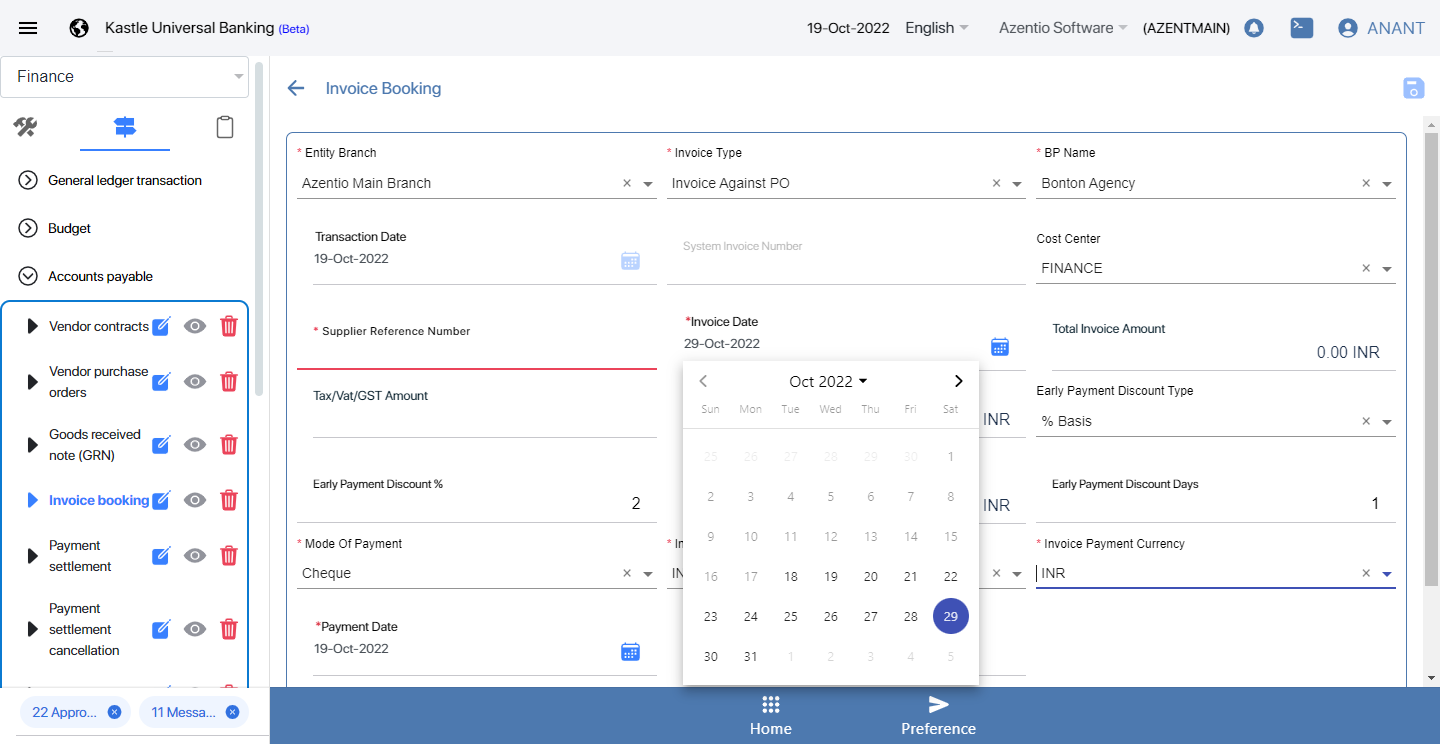 Kastle Universal Banking (Beta)
19-Oct-2022
English
Azentio Software
(AZENTMAIN)
ANANT
Finance
General ledger transaction
Budget
Accounts payable
Vendor contracts
Vendor purchase
orders
Goods received
note (GRN)
Invoice booking
Payment
settlement
Payment
settlement
cancellation
22 Appro...
11 Messa...
Invoice Booking
* Entity Branch
Azentio Main Branch
* Invoice Type
Invoice Against PO
* BP Name
Bonton Agency
Transaction Date
19-Oct-2022
System Invoice Number
Cost Center
FINANCE
* Supplier Reference Number
*Invoice Date
29-Oct-2022
Total Invoice Amount
0.00 INR
Tax/Vat/GST Amount
INR
Early Payment Discount Type
% Basis
Early Payment Discount %
2
INR
Early Payment Discount Days
1
* Mode Of Payment
Cheque
* In
IN
* Invoice Payment Currency
INR
*Payment Date
19-Oct-2022
Oct 2022
Sun Mon Tue Wed Thu Fri Sat
25 26 27 28 29 30 1
2 3 4 5 6 7 8
9 10 11 12 13 14 15
16 17 18 19 20 21 22
23 24 25 26 27 28 29
30 31 1 2 3 4 5
Home
Preference